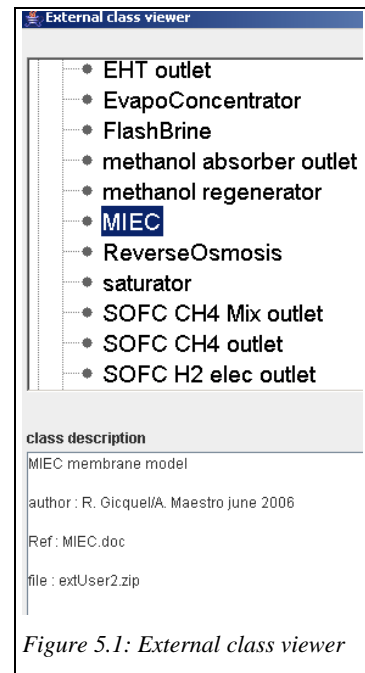 External class viewer
EHT outlet
EvapoConcentrator
FlashBrine
methanol absorber outlet
methanol regenerator
MIEC
ReverseOsmosis
saturator
SOFC CH4 Mix outlet
SOFC CH4 outlet
SOFC H2 elec outlet
class description
MIEC membrane model
author : R. Gicquel/A. Maestro june 2006
Ref : MIEC.doc
file : extUser2.zip
Figure 5.1: External class viewer